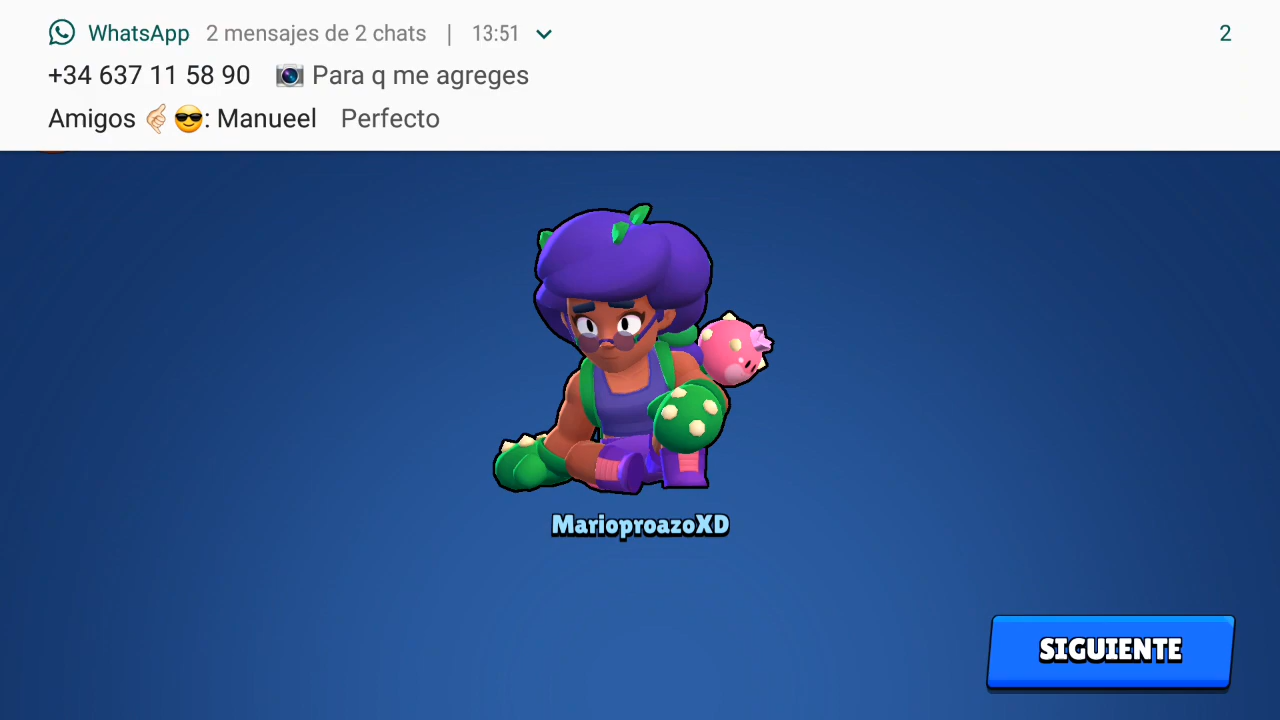 WhatsApp 2 mensajes de 2 chats | 13:51 2
+34 637 11 58 90 📷 Para q me agreges
Amigos 🤙🏻😎: Manueel Perfecto
MarioproazoXD
SIGUIENTE